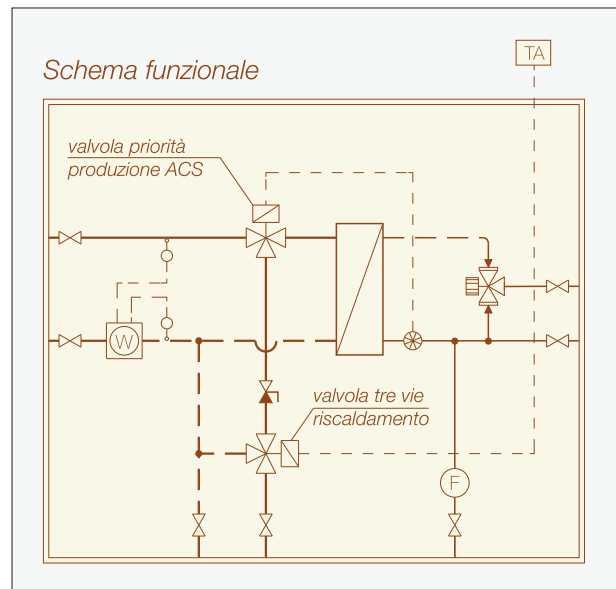 TA
Schema funzionale
valvola priorità
produzione ACS
W
valvola tre vie
riscaldamento
F